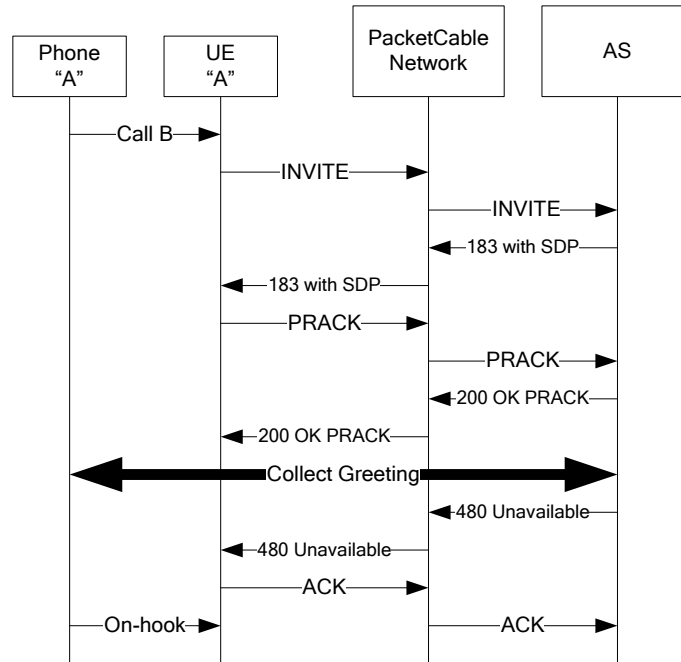 Phone
“A”
UE
“A”
PacketCable
Network
AS
Call B
INVITE
INVITE
183 with SDP
183 with SDP
PRACK
PRACK
200 OK PRACK
200 OK PRACK
Collect Greeting
480 Unavailable
480 Unavailable
ACK
On-hook
ACK